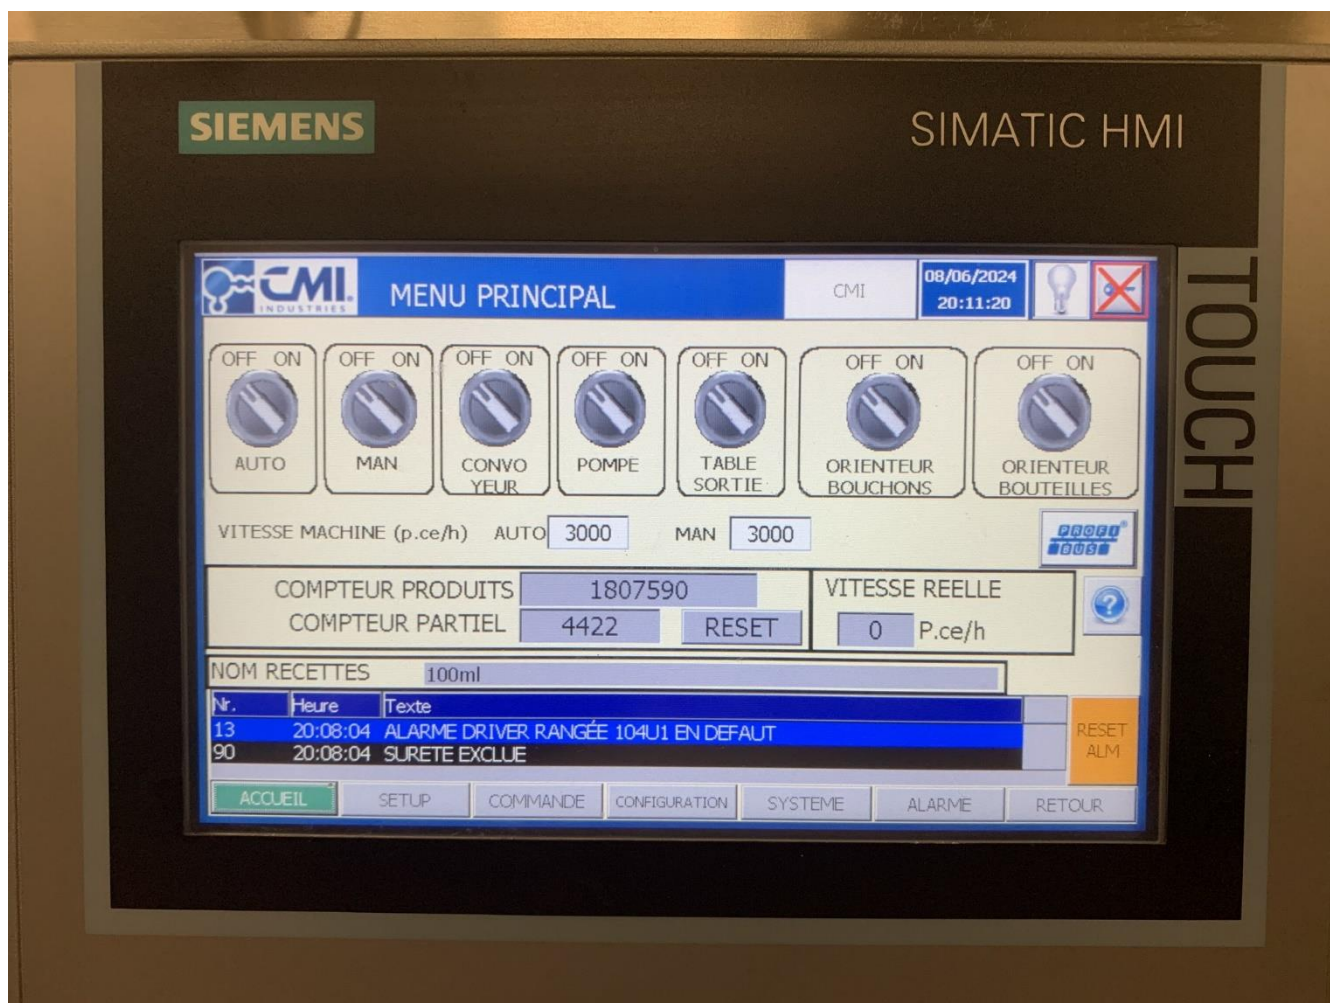 SIEMENS
SIMATIC HMI
TOUCH
CMI.
INDUSTRIES
MENU PRINCIPAL
CMI
08/06/2024
20:11:20
OFF ON
AUTO
OFF ON
MAN
OFF ON
CONVO
YEUR
OFF ON
POMPE
OFF ON
TABLE
SORTIE
OFF ON
ORIENTEUR
BOUCHONS
OFF ON
ORIENTEUR
BOUTEILLES
VITESSE MACHINE (p.ce/h) AUTO 3000 MAN 3000
PROFI
BUS
COMPTEUR PRODUITS 1807590
COMPTEUR PARTIEL 4422 RESET
VITESSE REELLE
0 P.ce/h
?
NOM RECETTES 100ml
Nr. Heure Texte
13 20:08:04 ALARME DRIVER RANGÉE 104U1 EN DEFAUT
90 20:08:04 SURETE EXCLUE
RESET
ALM
ACCUEIL SETUP COMMANDE CONFIGURATION SYSTEME ALARME RETOUR